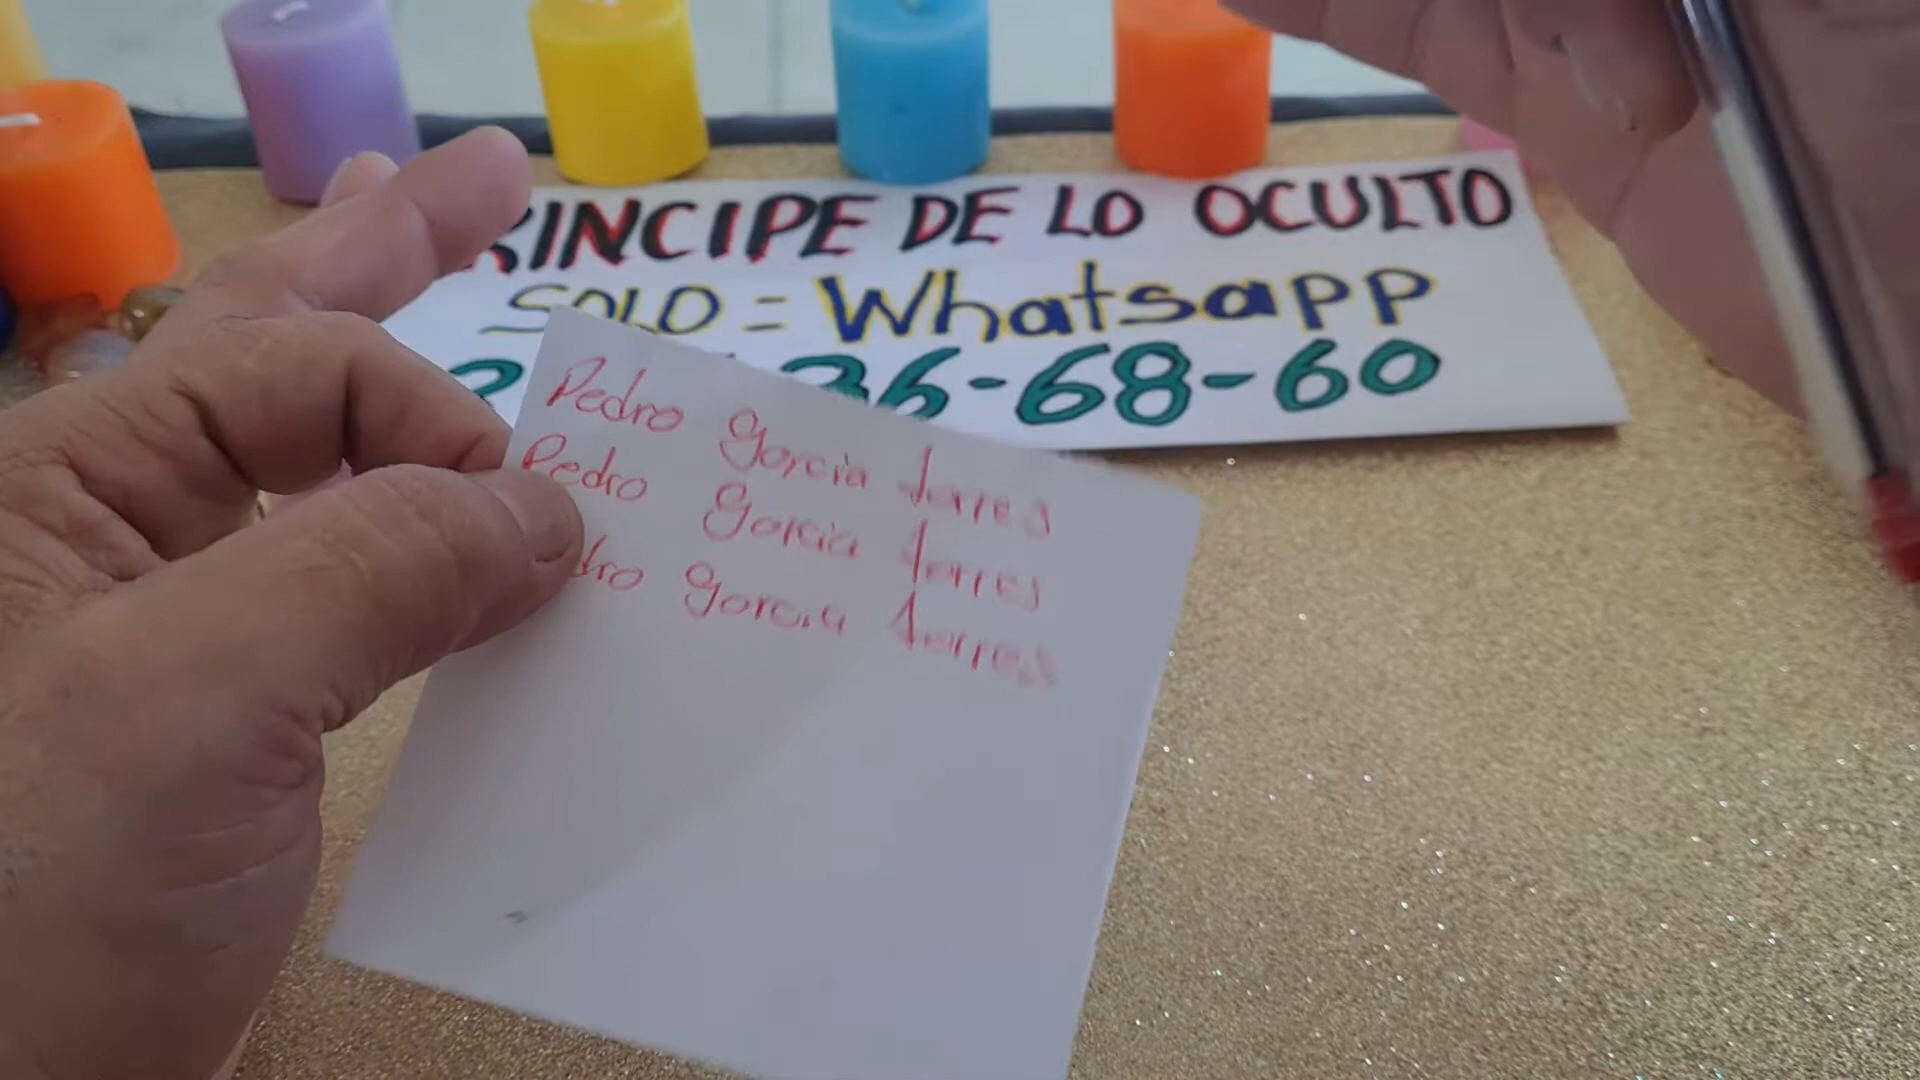 RINCIPE DE LO OCULTO
SOLO = Whatsapp
36-68-60
Pedro Garcia torres
Pedro Garcia torres
dro Garcia torres